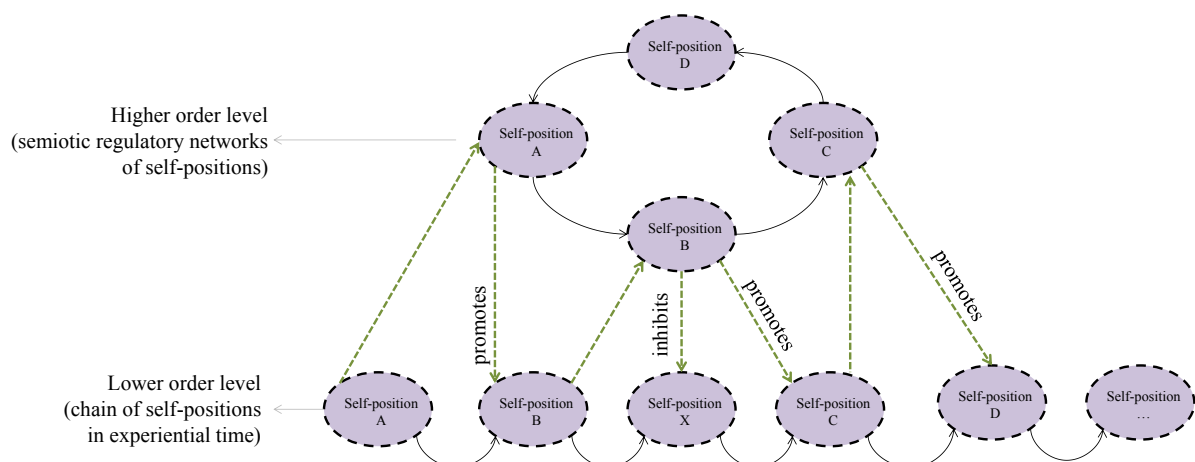 Self-position
D
Higher order level
(semiotic regulatory networks
of self-positions)
Self-position
A
Self-position
C
Self-position
B
promotes
inhibits
promotes
promotes
Lower order level
(chain of self-positions
in experiential time)
Self-position
A
Self-position
B
Self-position
X
Self-position
C
Self-position
D
Self-position
…